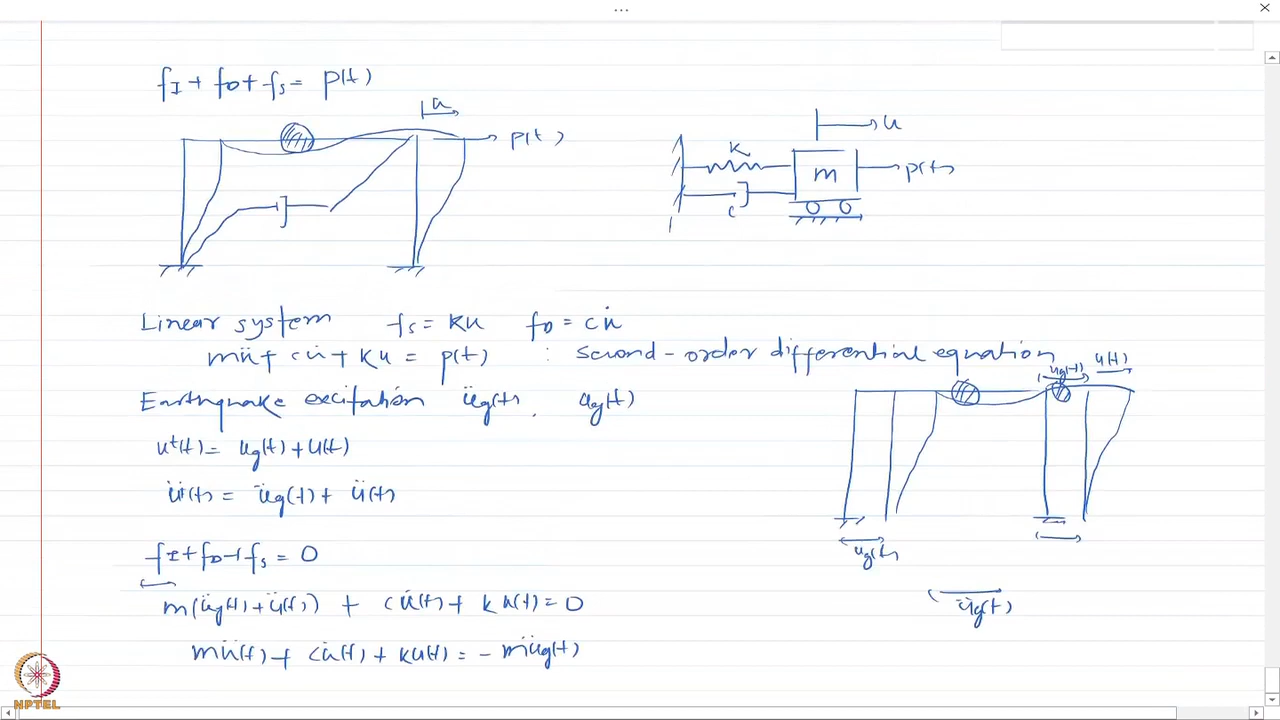 fI + fD + fs = p(t)
u
p(t)
u
K
m
p(t)
c
Linear system fs = Ku fD = cu̇
mü + cu̇ + Ku = p(t) : second-order differential equation
ug(t) u(t)
Earthquake excitation üg(t), ug(t)
uᵗ(t) = ug(t) + u(t)
üᵗ(t) = üg(t) + ü(t)
fI + fD + fs = 0
ug(t)
m(üg(t) + ü(t)) + cu̇(t) + ku(t) = 0
üg(t)
mü(t) + cu̇(t) + ku(t) = - müg(t)
NPTEL